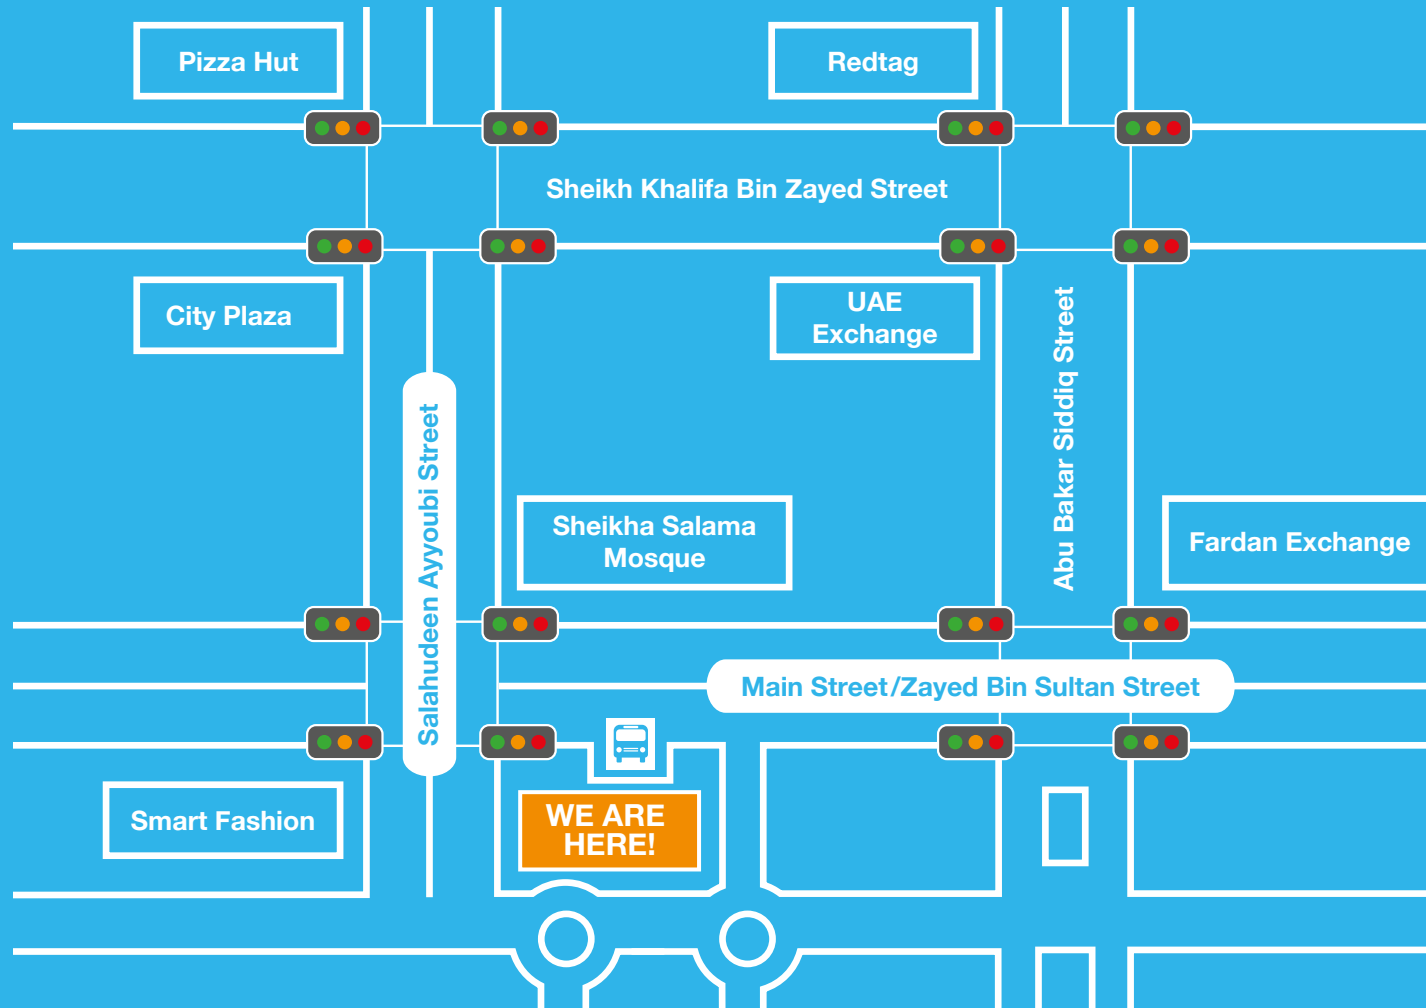 Pizza Hut
Redtag
Sheikh Khalifa Bin Zayed Street
City Plaza
UAE
Exchange
Abu Bakar Siddiq Street
Salahudeen Ayyoubi Street
Sheikha Salama
Mosque
Fardan Exchange
Main Street/Zayed Bin Sultan Street
Smart Fashion
WE ARE
HERE!